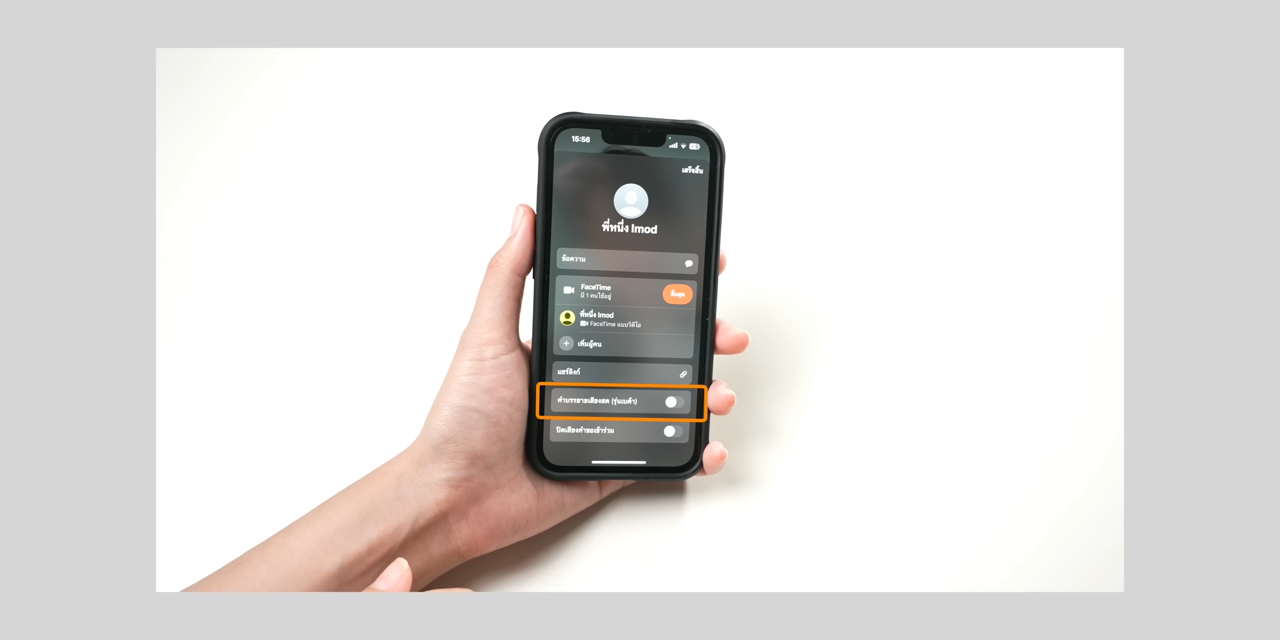 15:56
เสร็จสิ้น
พี่หนึ่ง Imod
ข้อความ
FaceTime
มี 1 คนใช้อยู่
สิ้นสุด
พี่หนึ่ง Imod
FaceTime แบบวิดีโอ
เพิ่มผู้คน
แชร์ลิงก์
คำบรรยายเสียงสด (รุ่นเบต้า)
ปิดเสียงคำขอเข้าร่วม